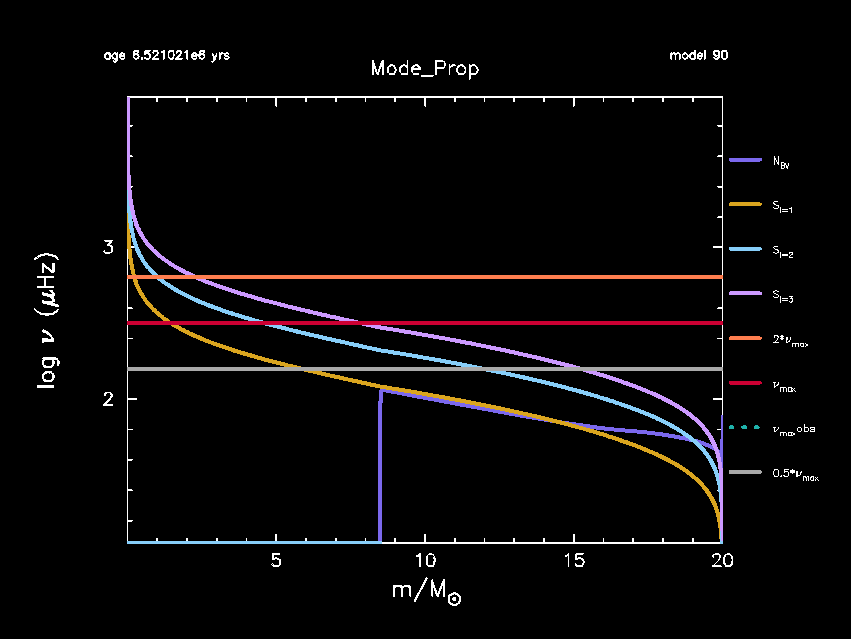 age 6.521021e6 yrs
model 90
Mode_Prop
3
2
log ν (μHz)
5
10
15
20
m/M☉
N_BV
S_l=1
S_l=2
S_l=3
2*ν_max
ν_max
ν_max obs
0.5*ν_max